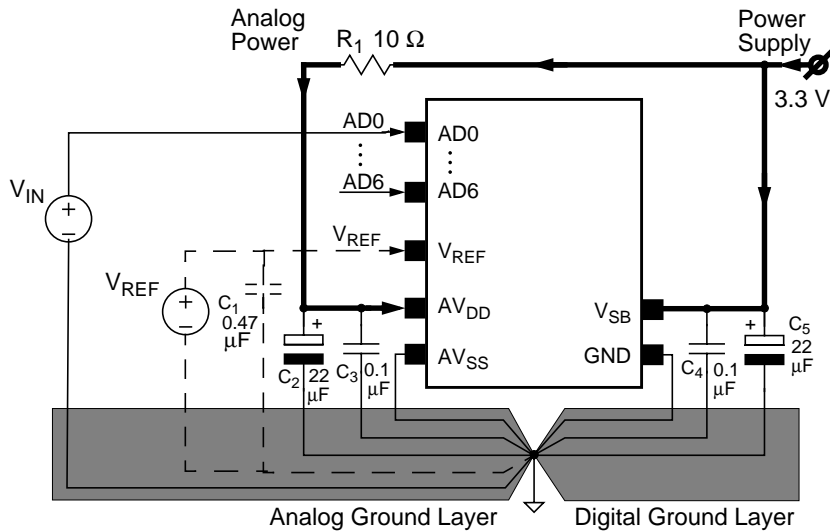 Analog
Power
R1 10 Ω
Power
Supply
3.3 V
AD0
AD0
AD6
AD6
VIN
VREF
VREF
VREF
C1
0.47
μF
AVDD
VSB
+
C2
22
μF
C3
0.1
μF
AVSS
GND
C4
0.1
μF
+
C5
22
μF
Analog Ground Layer
Digital Ground Layer